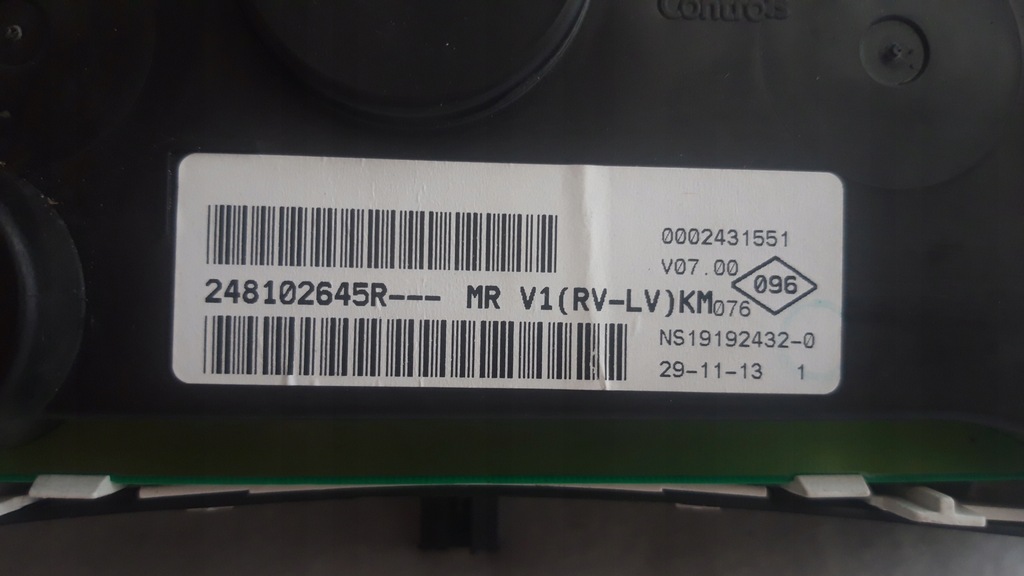 Controls
0002431551
V07.00
096
248102645R--- MR V1(RV-LV)KM
076
NS19192432-0
29-11-13 1